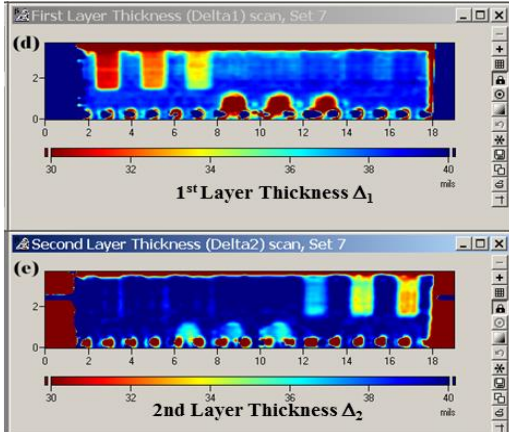 First Layer Thickness (Delta1) scan, Set 7
(d)
2
0
0 2 4 6 8 10 12 14 16 18
30 32 34 36 38 40
mils
1st Layer Thickness Δ1
Second Layer Thickness (Delta2) scan, Set 7
(e)
2
0
0 2 4 6 8 10 12 14 16 18
30 32 34 36 38 40
mils
2nd Layer Thickness Δ2